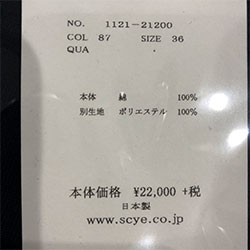 NO. 1121-21200
COL 87 SIZE 36
QUA
本体 綿 100%
別生地 ポリエステル 100%
本体価格 ¥22,000 +税
日本製
www.scye.co.jp